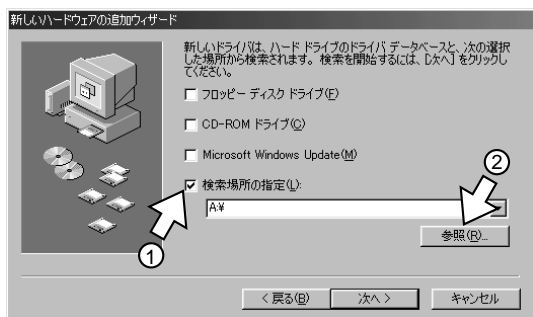 新しいハードウェアの追加ウィザード
新しいドライバは、ハード ドライブのドライバ データベースと、次の選択
した場所から検索されます。検索を開始するには、[次へ] をクリックし
てください。
フロッピー ディスク ドライブ(F)
CD-ROM ドライブ(C)
Microsoft Windows Update(M)
②
検索場所の指定(L):
A:¥
参照(R)...
①
< 戻る(B)
次へ >
キャンセル